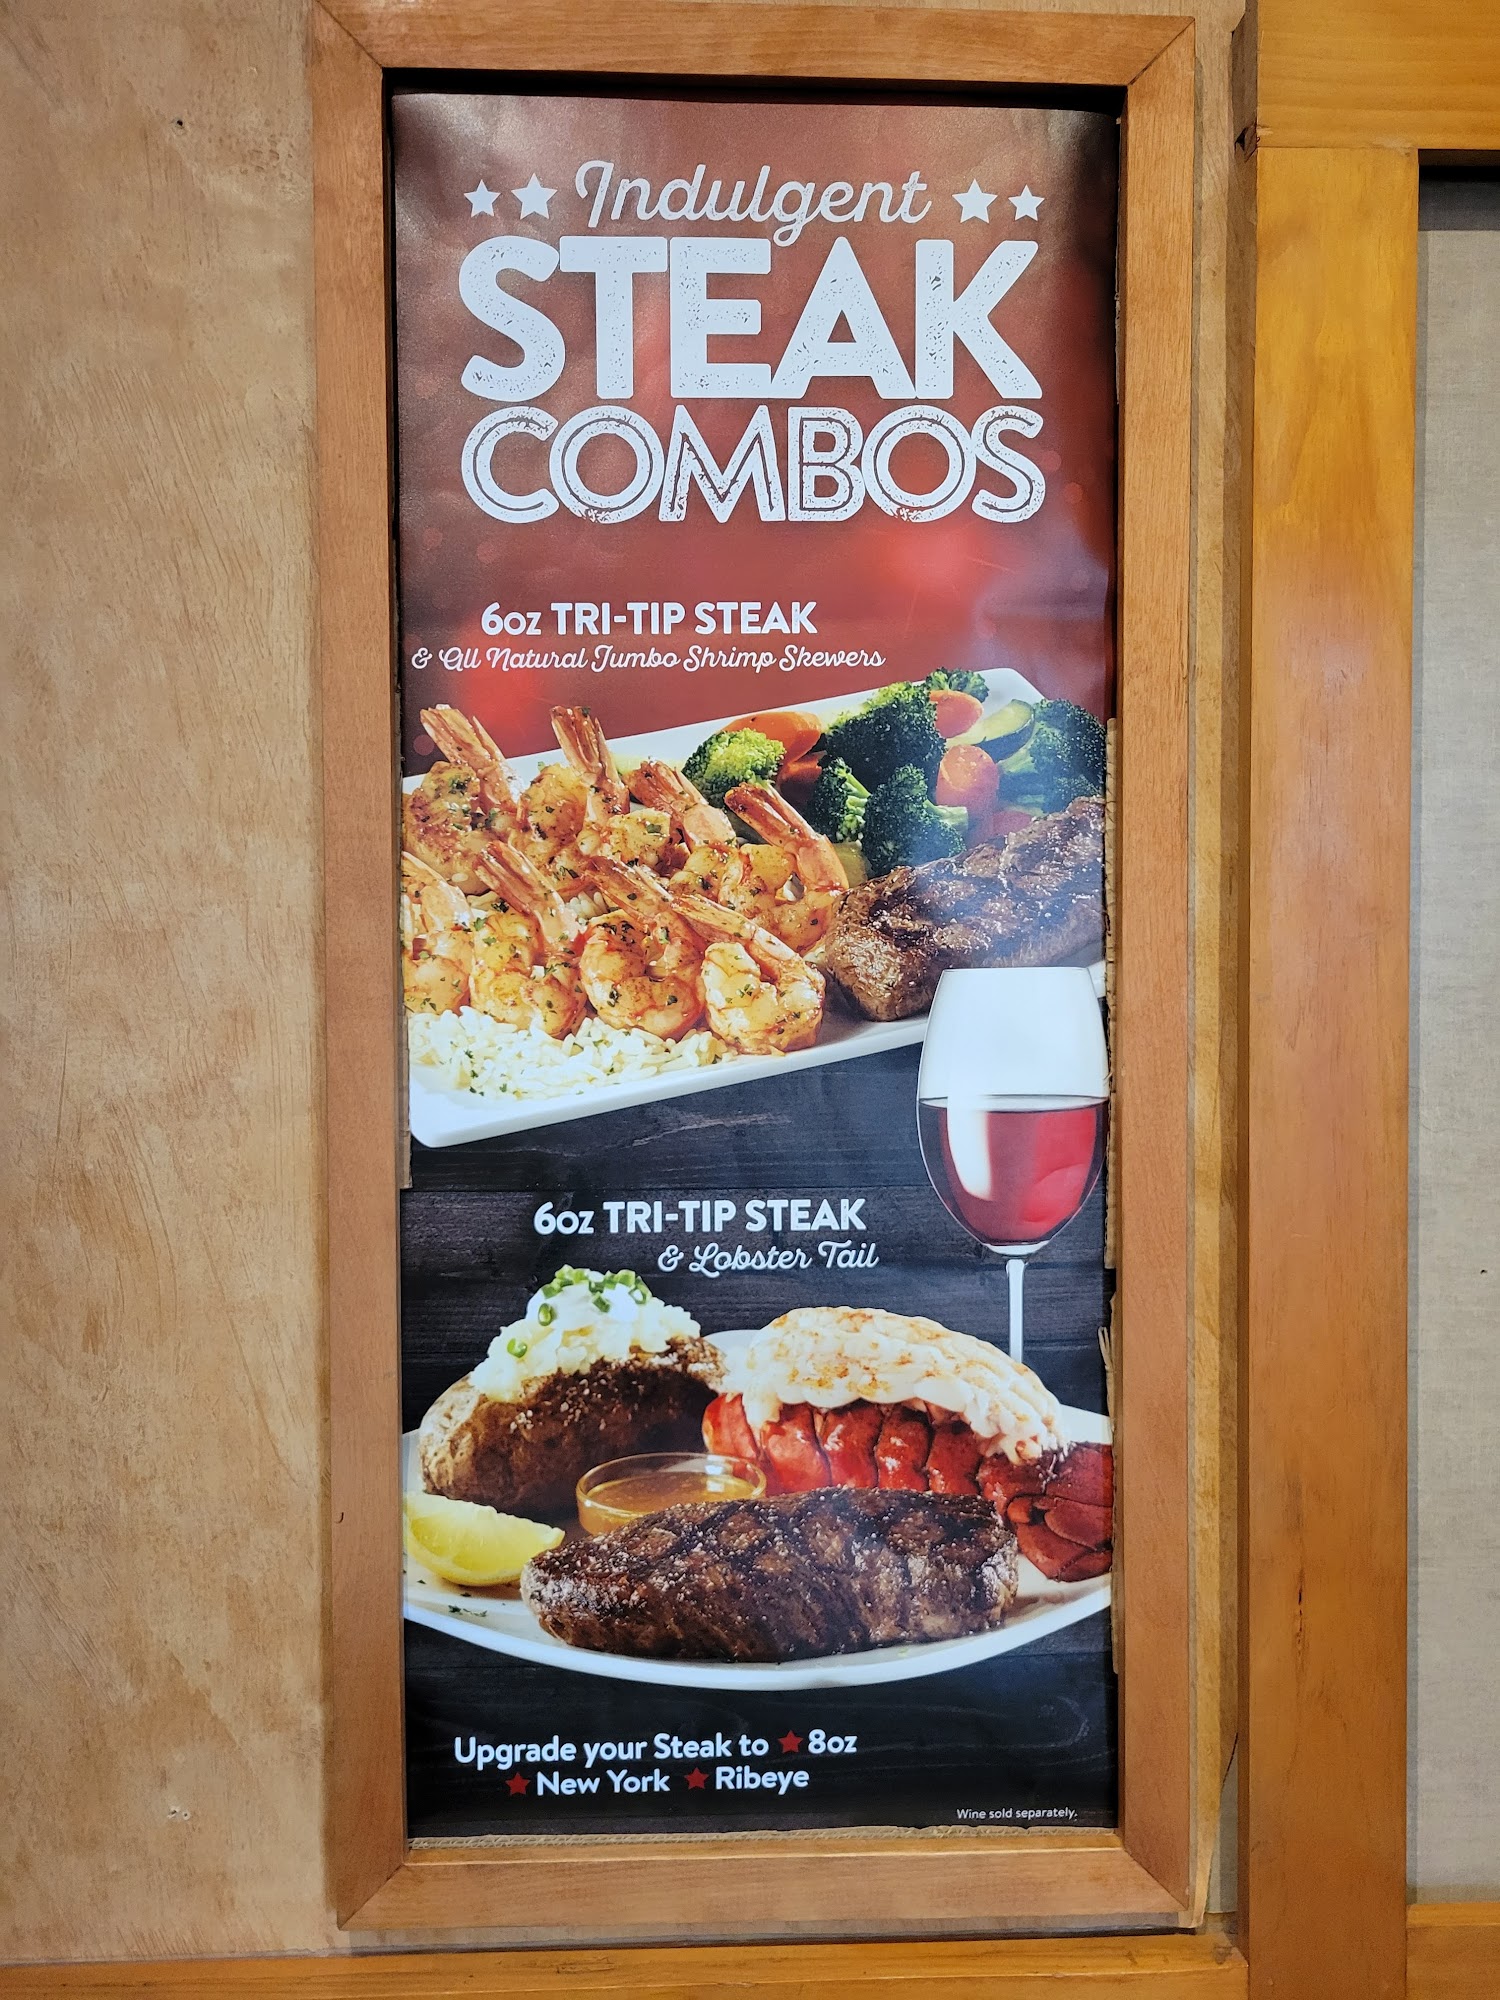 Indulgent
STEAK
COMBOS
6oz TRI-TIP STEAK
& All Natural Jumbo Shrimp Skewers
6oz TRI-TIP STEAK
& Lobster Tail
Upgrade your Steak to ★ 8oz
★ New York ★ Ribeye
Wine sold separately.